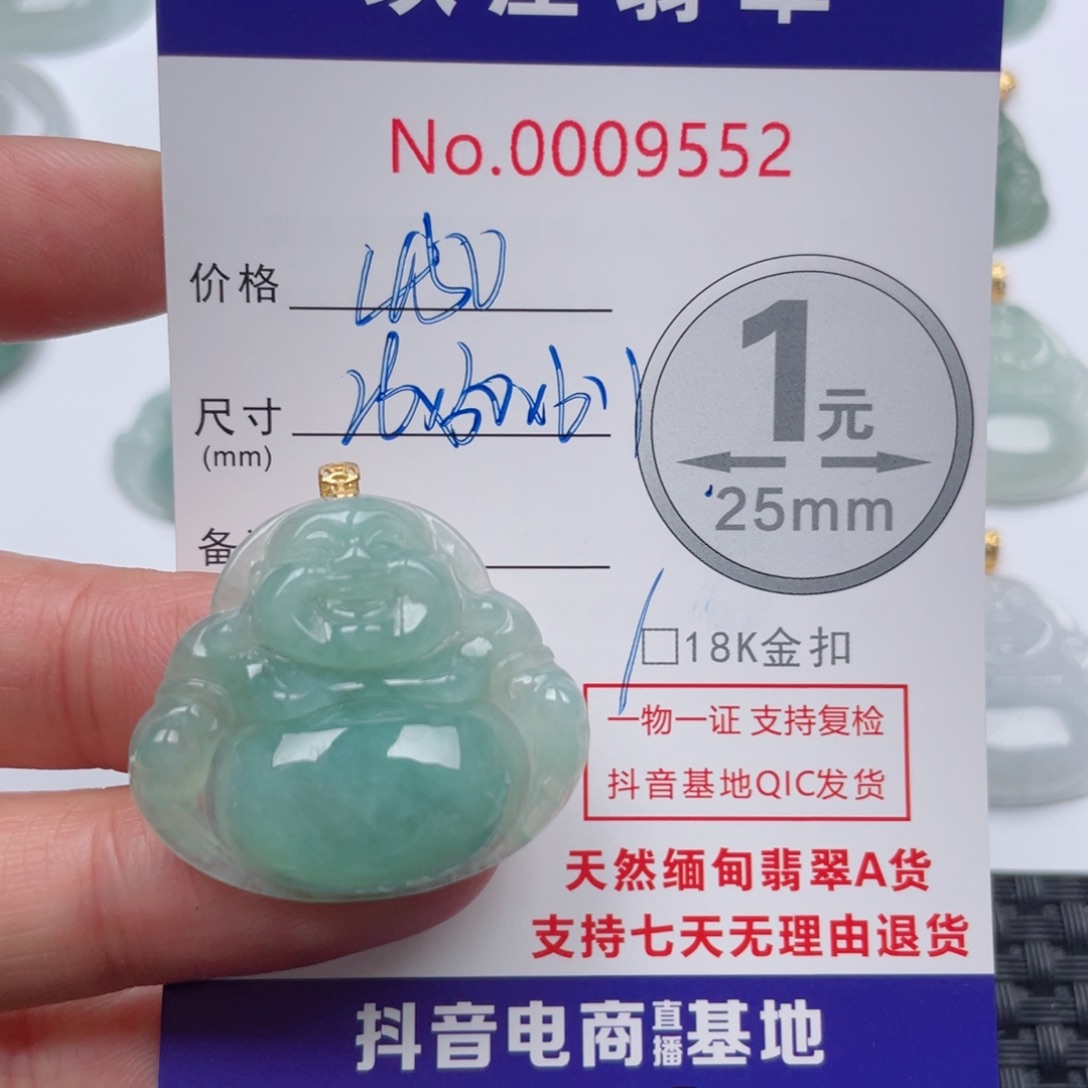 翡翠
No.0009552
价格
尺寸
(mm)
备
1元
25mm
□18K金扣
一物一证 支持复检
抖音基地QIC发货
天然缅甸翡翠A货
支持七天无理由退货
抖音电商直播基地